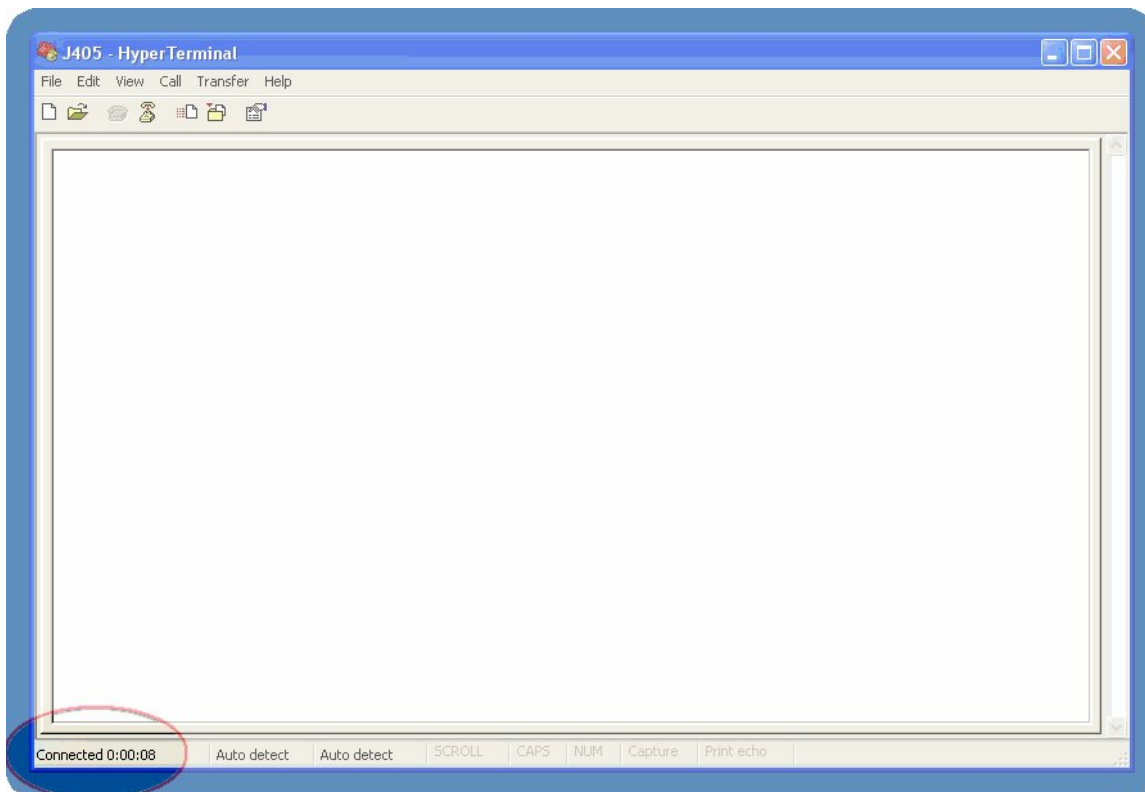 J405 - HyperTerminal
File Edit View Call Transfer Help
Connected 0:00:08 Auto detect Auto detect SCROLL CAPS NUM Capture Print echo